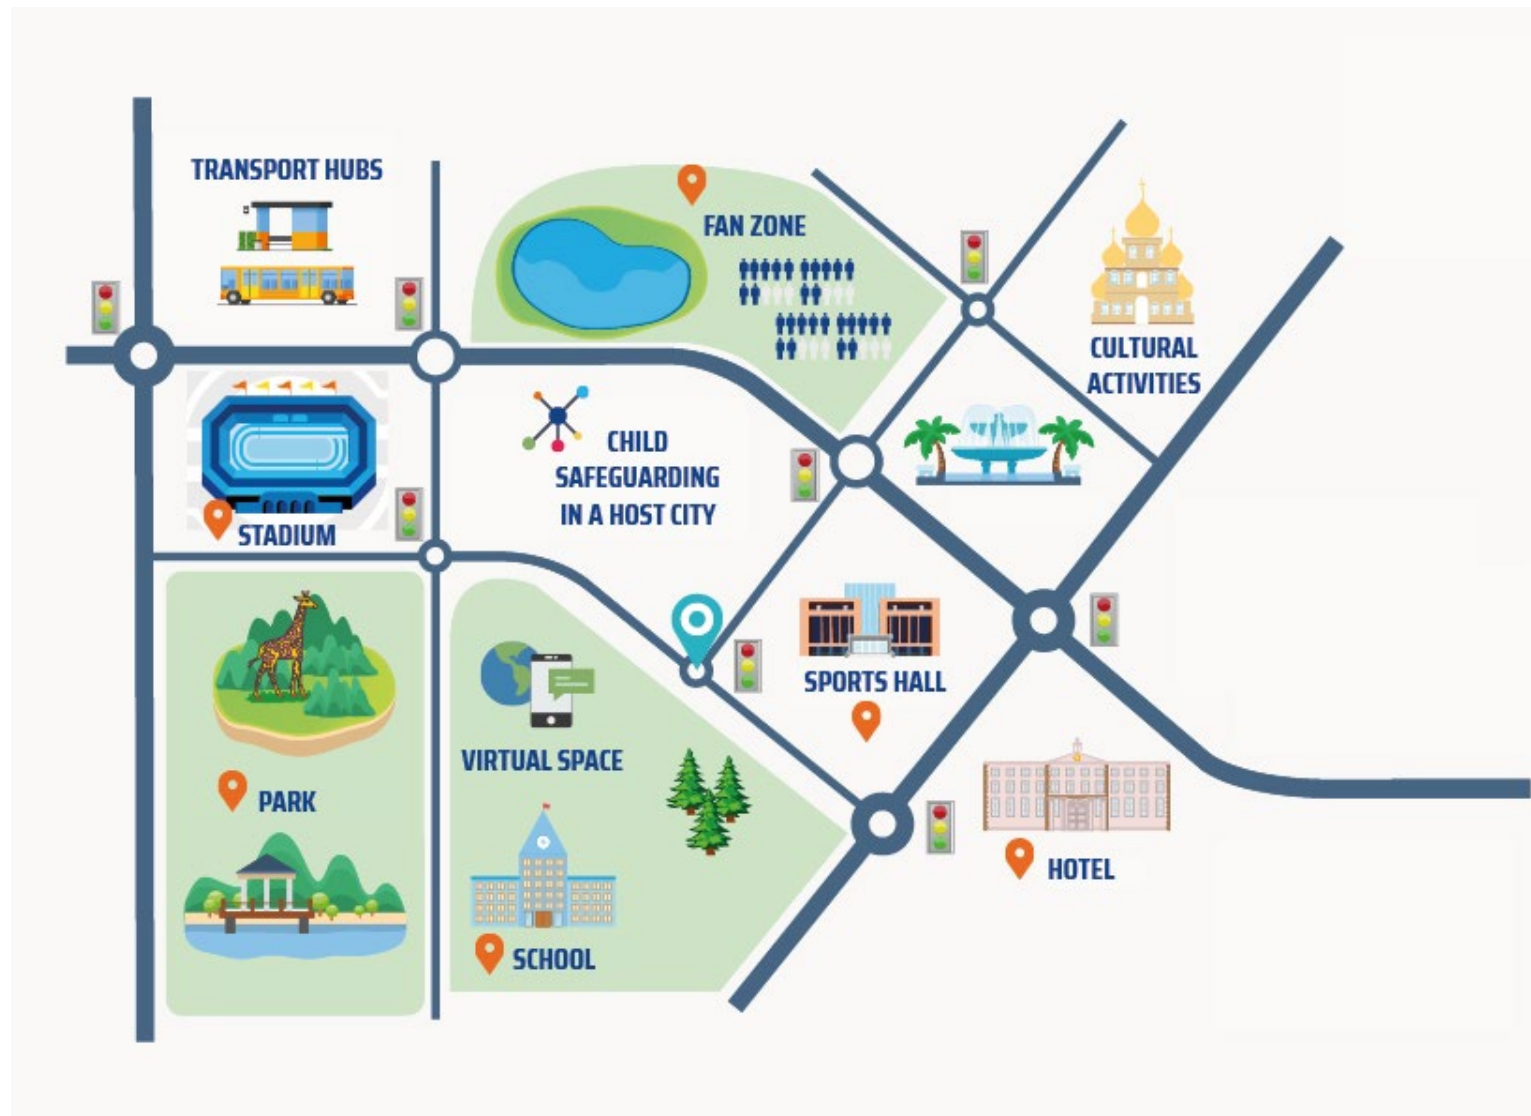 TRANSPORT HUBS
FAN ZONE
CULTURAL
ACTIVITIES
CHILD
SAFEGUARDING
IN A HOST CITY
STADIUM
SPORTS HALL
VIRTUAL SPACE
PARK
HOTEL
SCHOOL